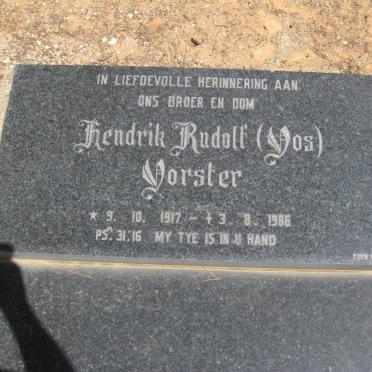 IN LIEFDEVOLLE HERINNERING AAN
ONS BROER EN OOM
Hendrik Rudolf (Vos)
Vorster
* 9. 10. 1917 - + 3. 8. 1986
PS. 31:16 MY TYE IS IN U HAND